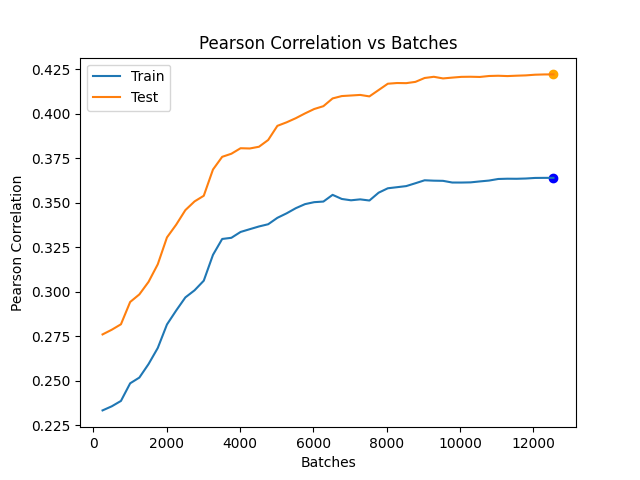 Pearson Correlation vs Batches
Train
Test
0.425
0.400
0.375
0.350
0.325
0.300
0.275
0.250
0.225
Pearson Correlation
0 2000 4000 6000 8000 10000 12000
Batches